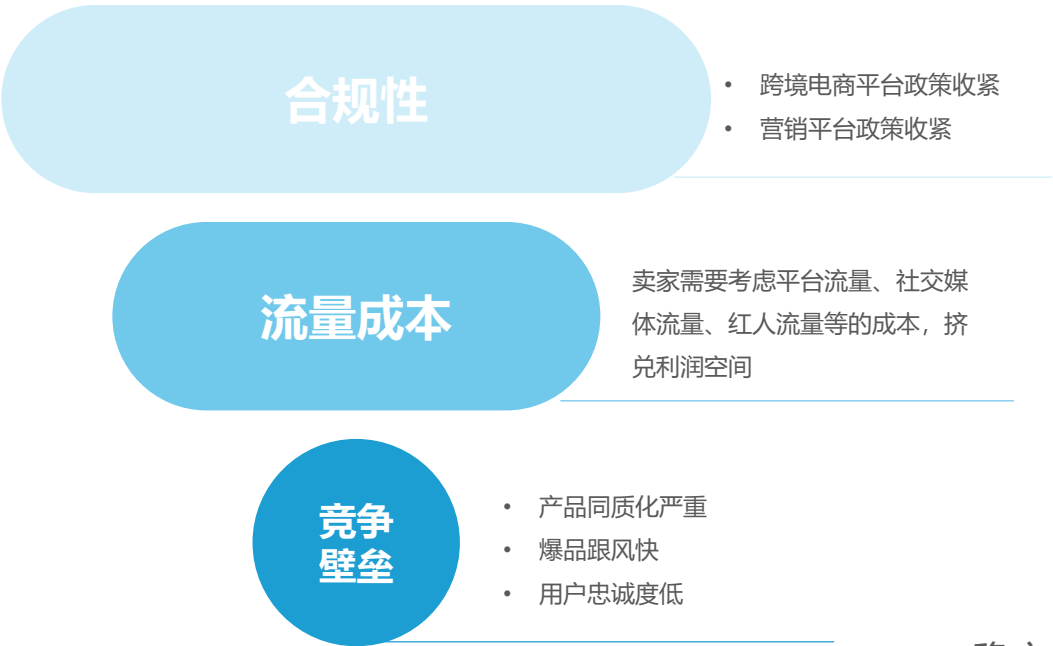 合规性
• 跨境电商平台政策收紧
• 营销平台政策收紧
流量成本
卖家需要考虑平台流量、社交媒
体流量、红人流量等的成本，挤
兑利润空间
竞争
壁垒
• 产品同质化严重
• 爆品跟风快
• 用户忠诚度低